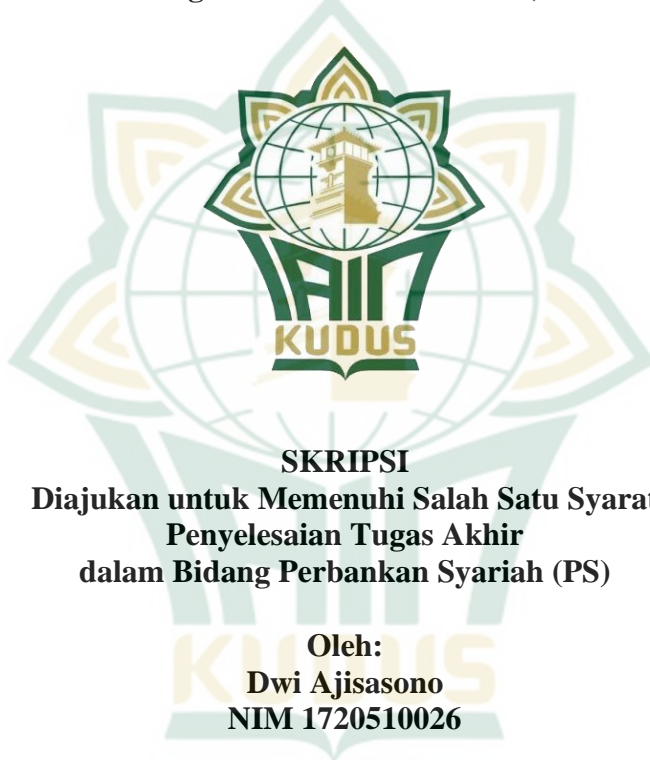 IAIN
KUDUS
SKRIPSI
Diajukan untuk Memenuhi Salah Satu Syarat
Penyelesaian Tugas Akhir
dalam Bidang Perbankan Syariah (PS)
Oleh:
Dwi Ajisasono
NIM 1720510026